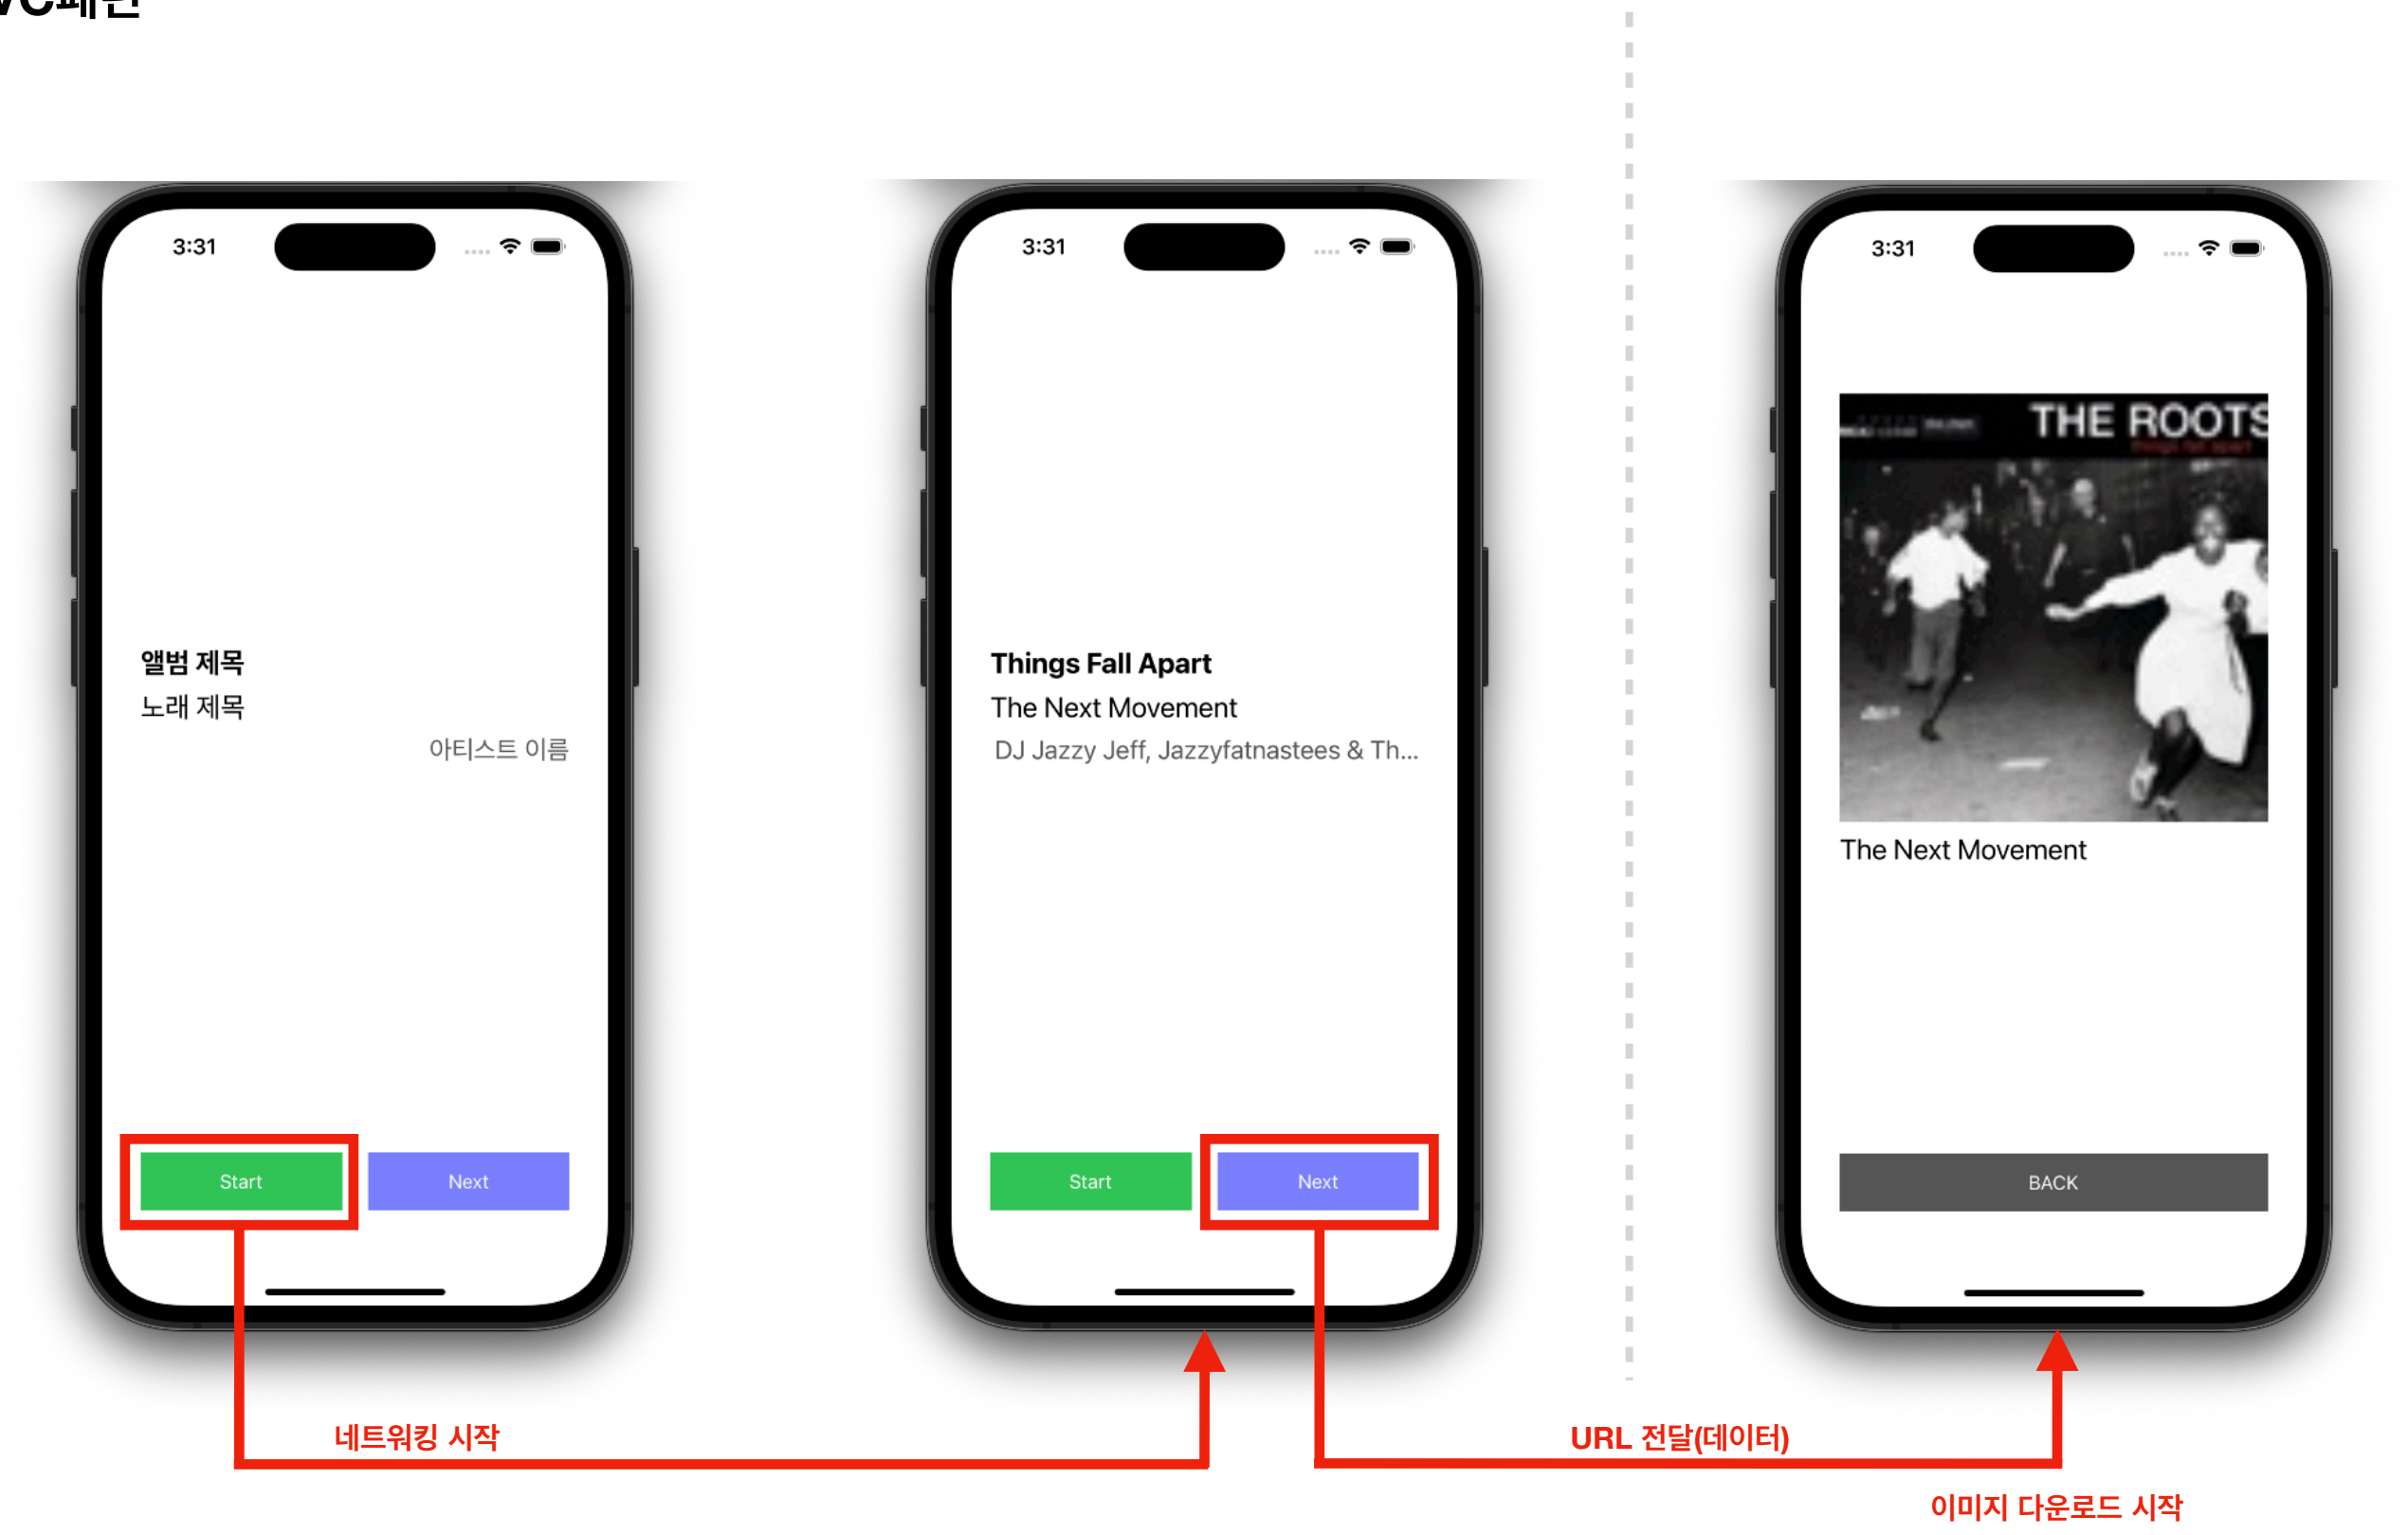 VC패턴
3:31
앨범 제목
노래 제목
아티스트 이름
Start
Next
네트워킹 시작
3:31
Things Fall Apart
The Next Movement
DJ Jazzy Jeff, Jazzyfatnastees & Th...
Start
Next
URL 전달(데이터)
3:31
THE ROOTS
things fall apart
The Next Movement
BACK
이미지 다운로드 시작